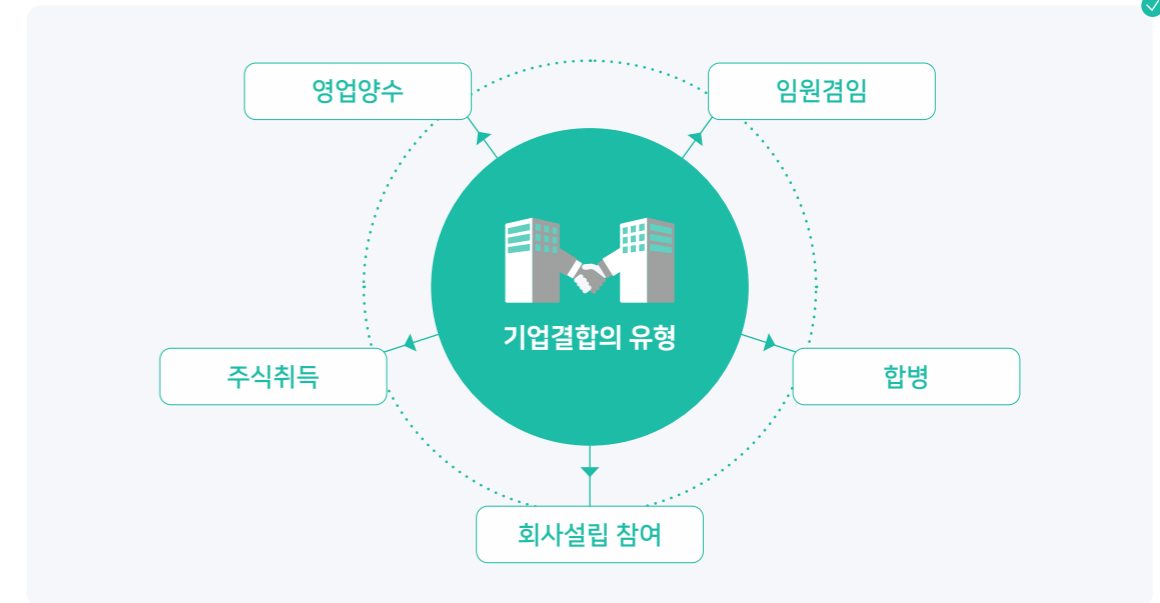 영업양수
임원겸임
기업결합의 유형
주식취득
합병
회사설립 참여